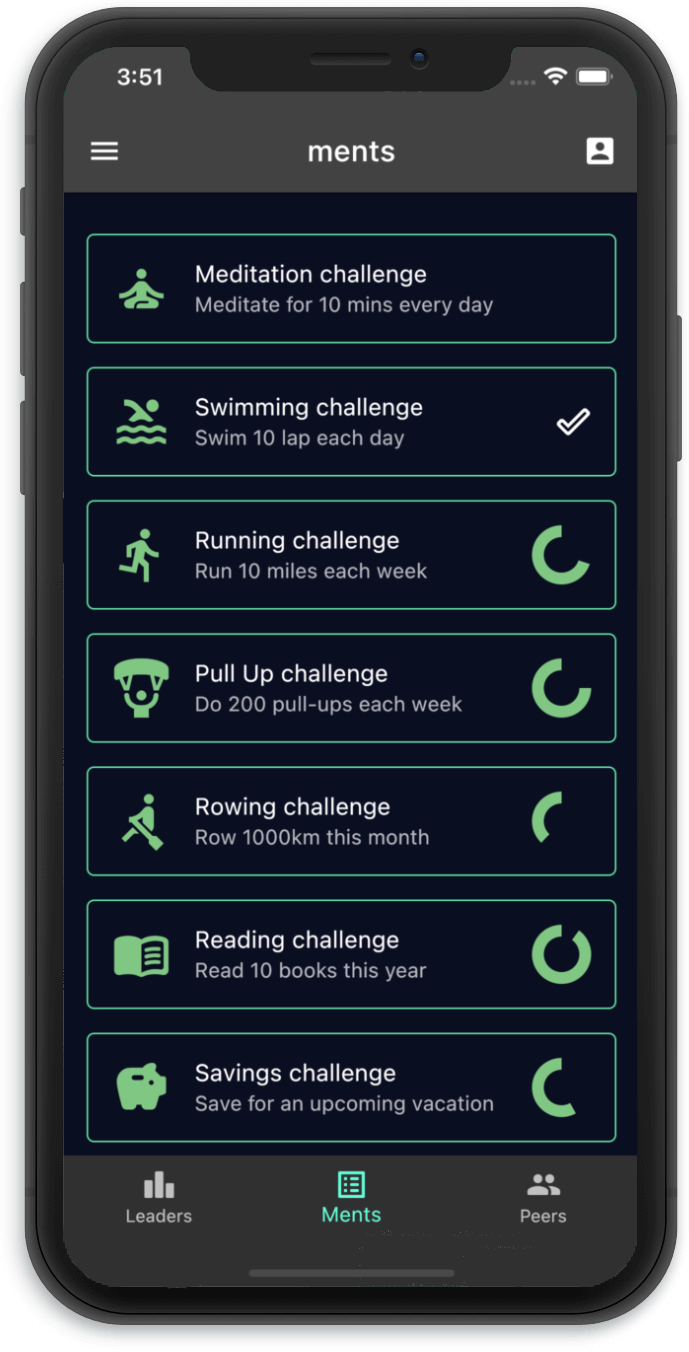 3:51
ments
Meditation challenge
Meditate for 10 mins every day
Swimming challenge
Swim 10 lap each day
Running challenge
Run 10 miles each week
Pull Up challenge
Do 200 pull-ups each week
Rowing challenge
Row 1000km this month
Reading challenge
Read 10 books this year
Savings challenge
Save for an upcoming vacation
Leaders
Ments
Peers